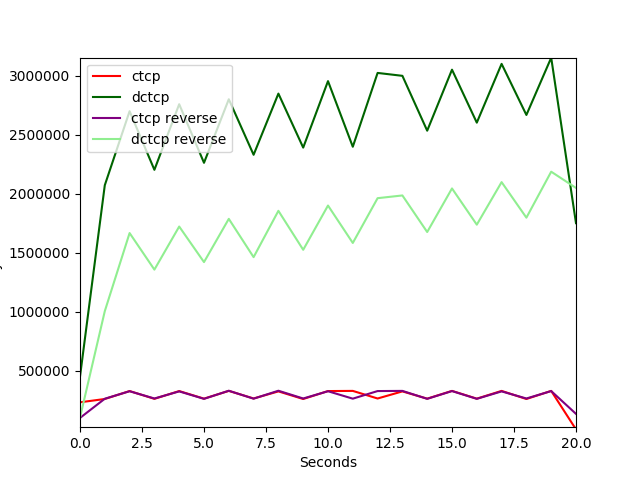 ctcp
dctcp
ctcp reverse
dctcp reverse
3000000
2500000
2000000
1500000
1000000
500000
0.0 2.5 5.0 7.5 10.0 12.5 15.0 17.5 20.0
Seconds